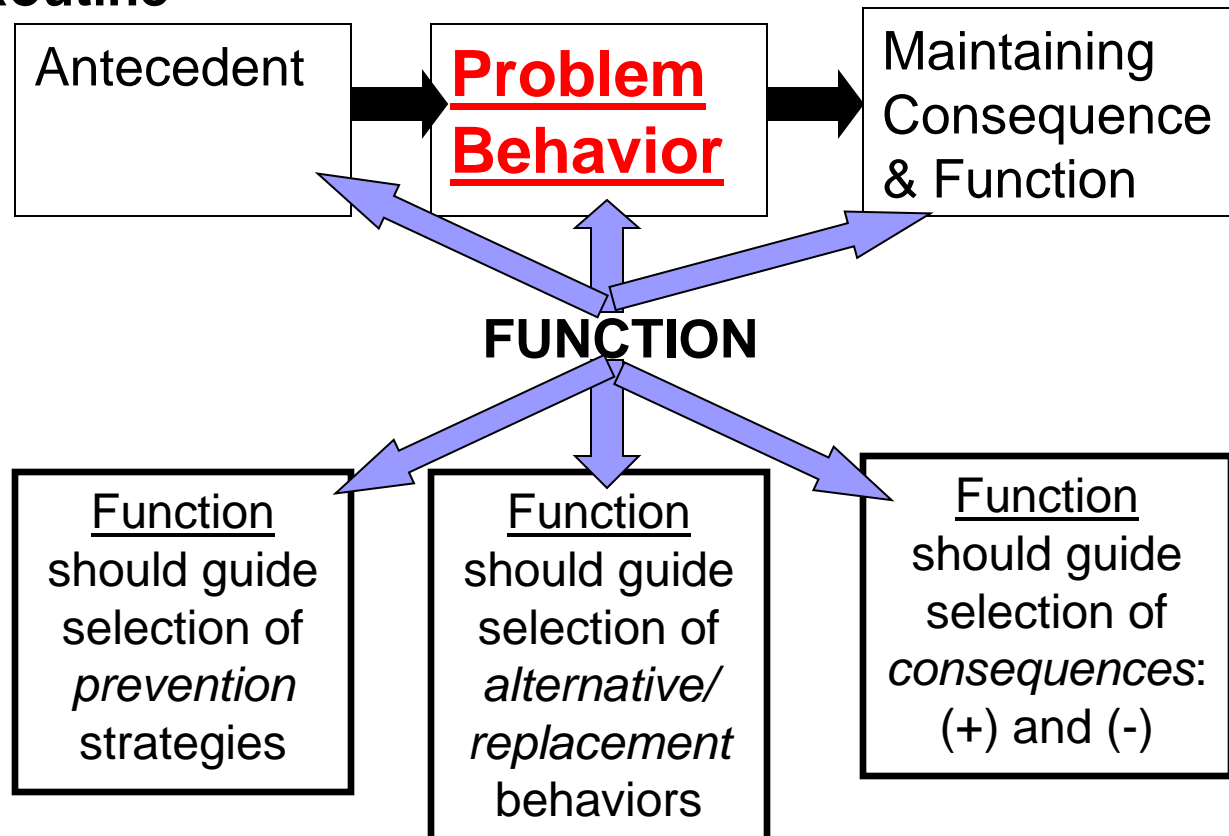 Routine
Antecedent
Problem
Behavior
Maintaining
Consequence
& Function
FUNCTION
Function
should guide
selection of
prevention
strategies
Function
should guide
selection of
alternative/
replacement
behaviors
Function
should guide
selection of
consequences:
(+) and (-)